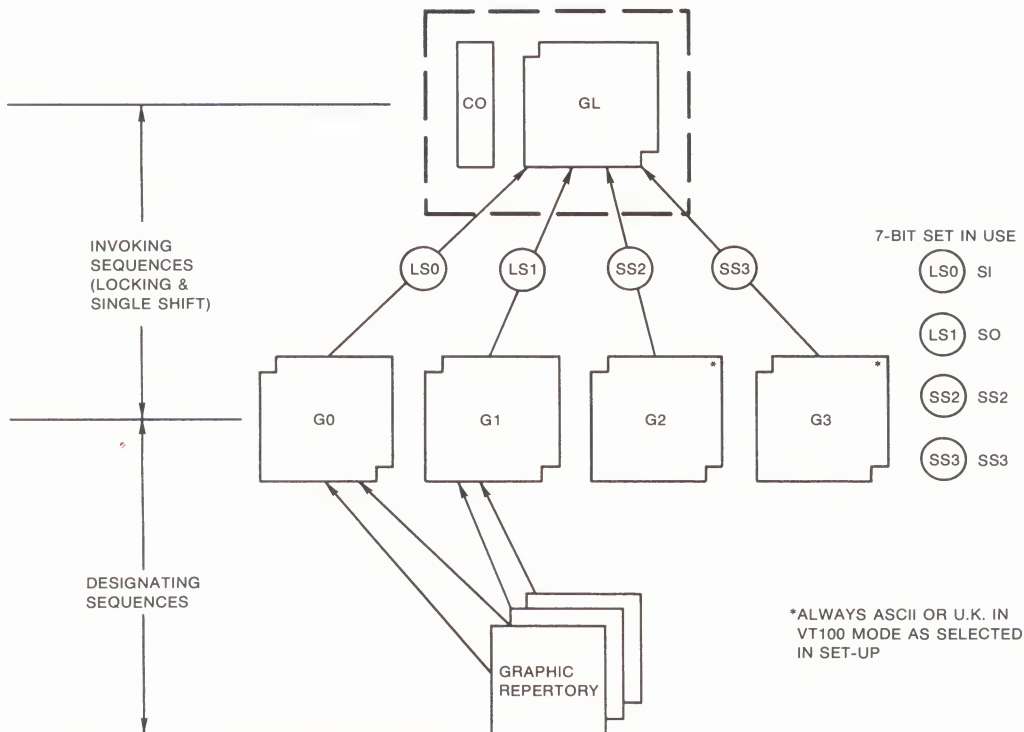 CO
GL
INVOKING
SEQUENCES
(LOCKING &
SINGLE SHIFT)
LS0
LS1
SS2
SS3
7-BIT SET IN USE
LS0 SI
LS1 SO
SS2 SS2
SS3 SS3
G0
G1
G2 *
G3 *
DESIGNATING
SEQUENCES
GRAPHIC
REPERTORY
*ALWAYS ASCII OR U.K. IN
VT100 MODE AS SELECTED
IN SET-UP